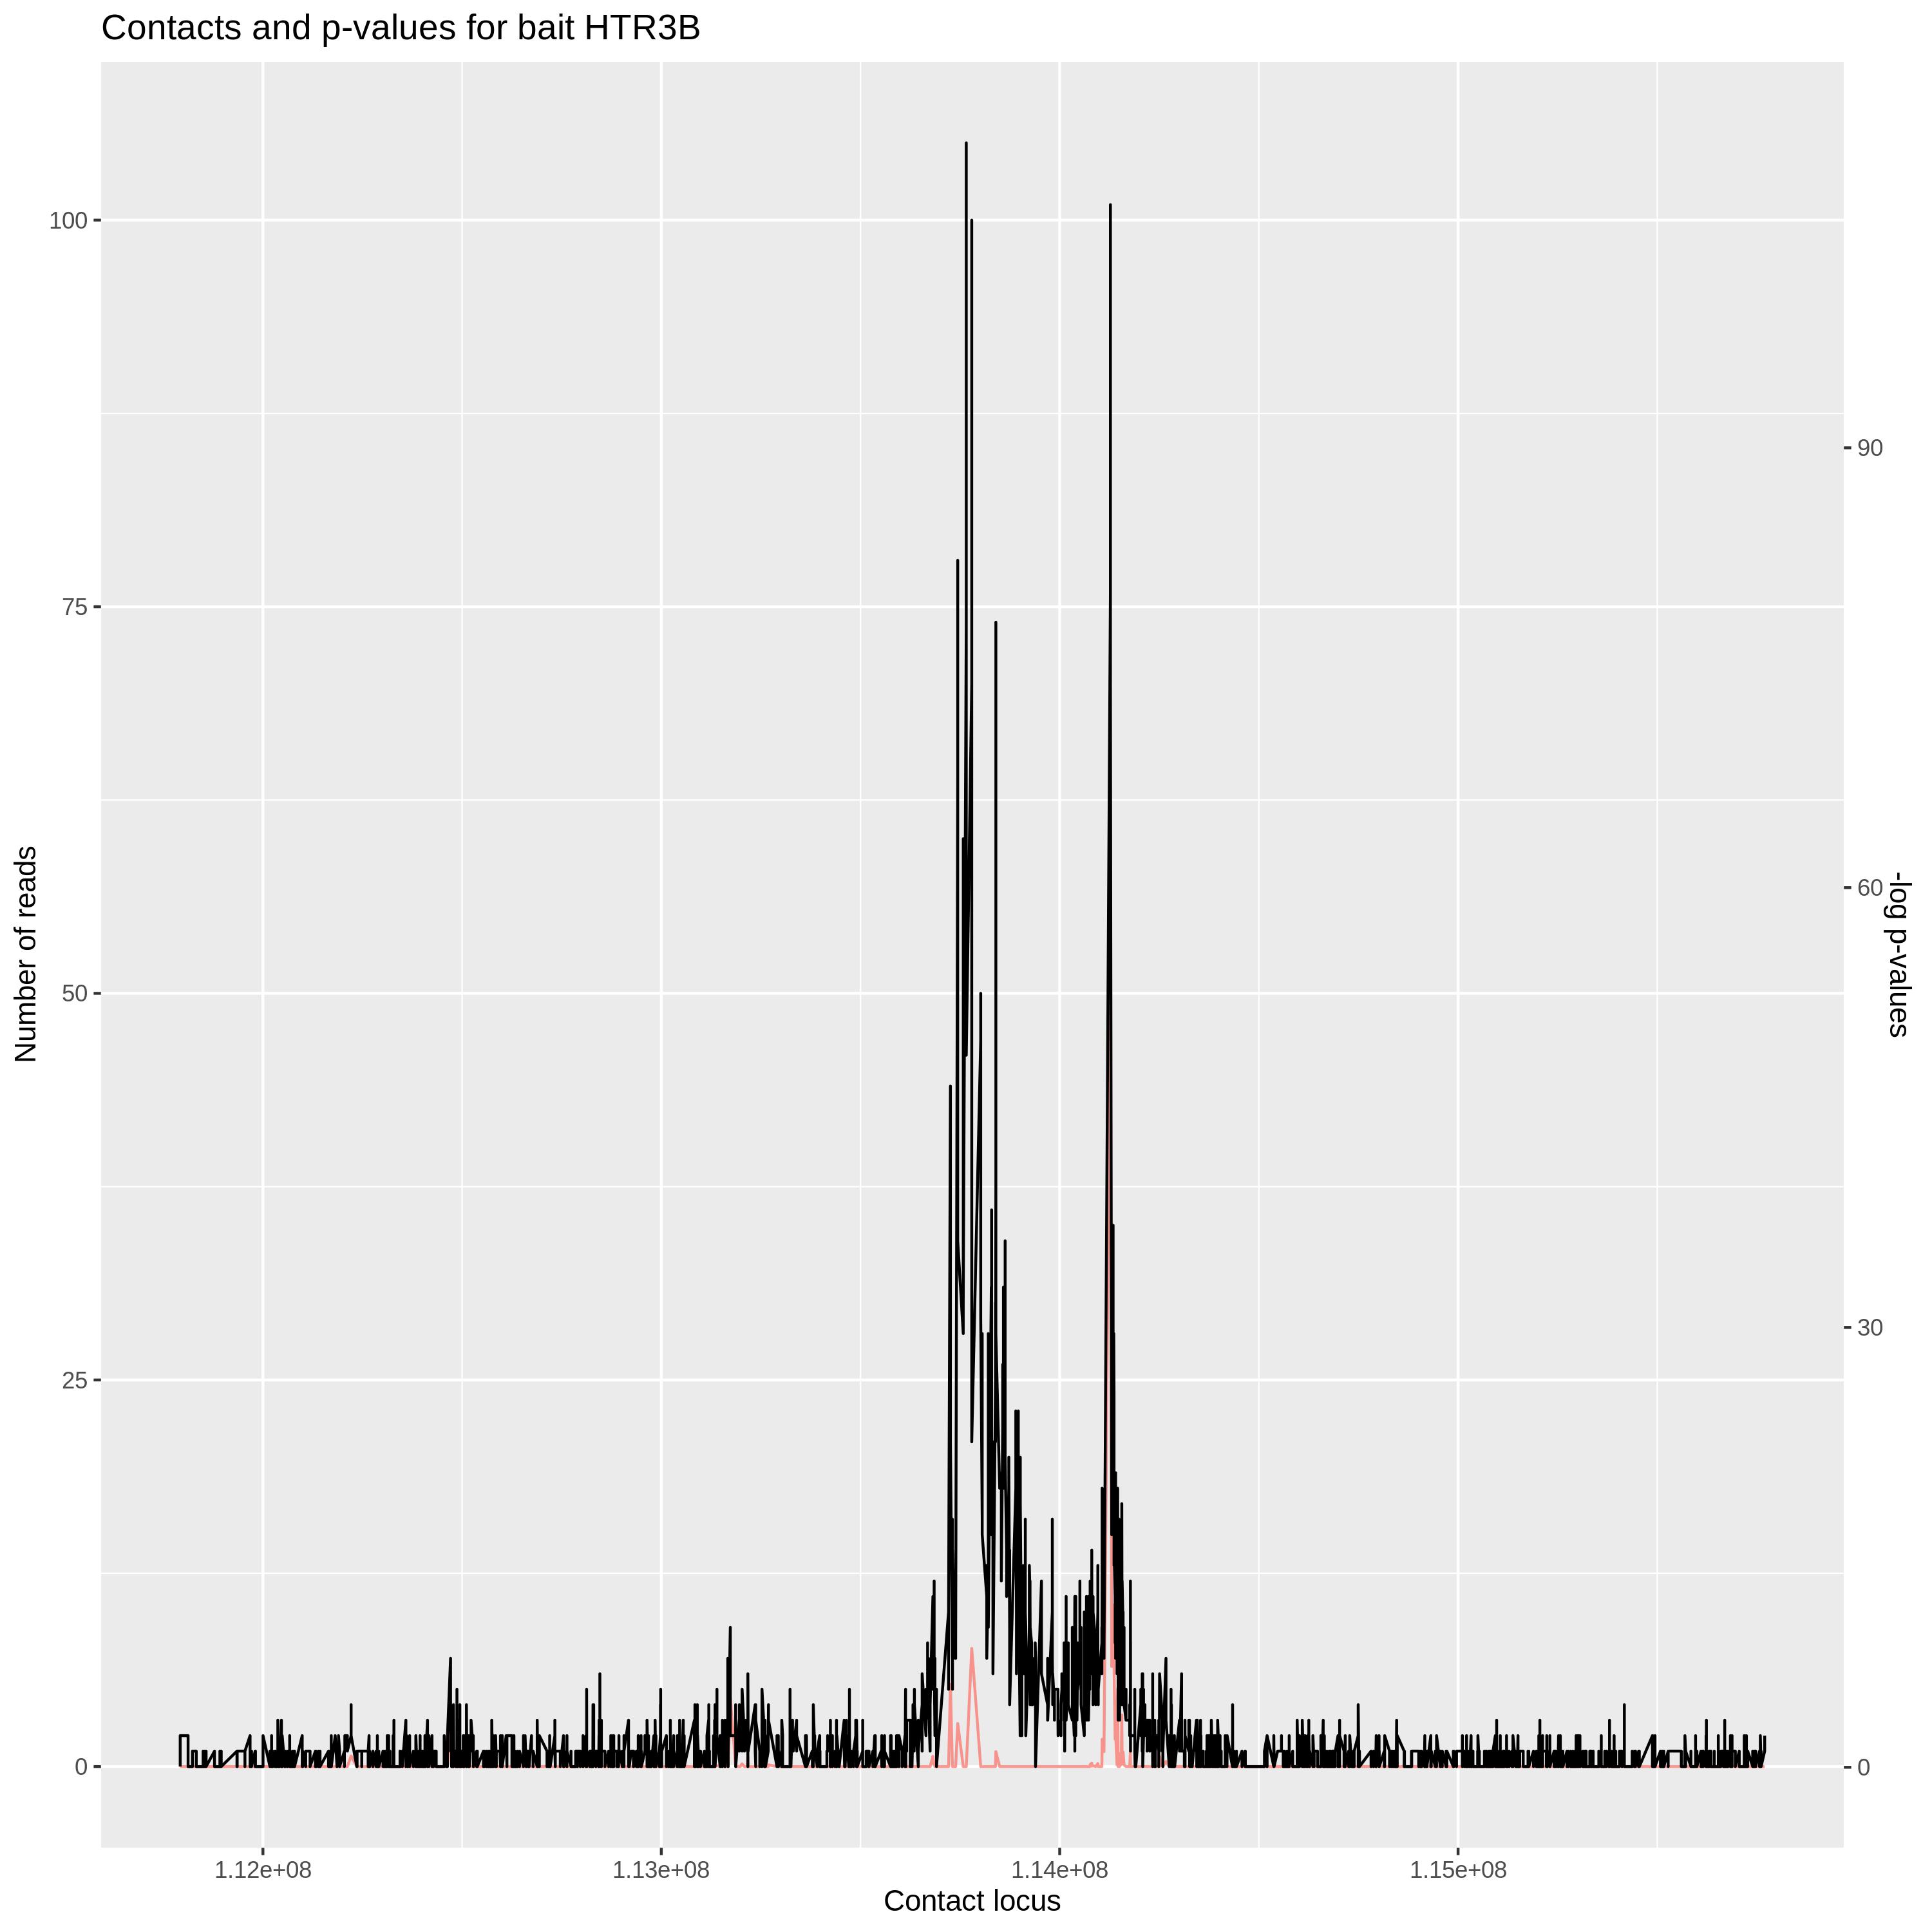 Contacts and p-values for bait HTR3B
100
75
50
25
0
Number of reads
90
60
30
0
-log p-values
1.12e+08
1.13e+08
1.14e+08
1.15e+08
Contact locus